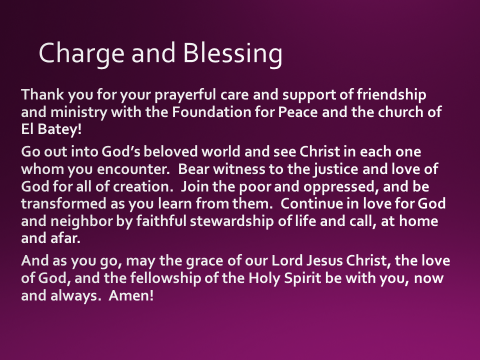 Charge and Blessing
Thank you for your prayerful care and support of friendship
and ministry with the Foundation for Peace and the church of
El Batey!
Go out into God's beloved world and see Christ in each one
whom you encounter.  Bear witness to the justice and love of
God for all of creation.  Join the poor and oppressed, and be
transformed as you learn from them.  Continue in love for God
and neighbor by faithful stewardship of life and call, at home
and afar.
And as you go, may the grace of our Lord Jesus Christ, the love
of God, and the fellowship of the Holy Spirit be with you, now
and always.  Amen!